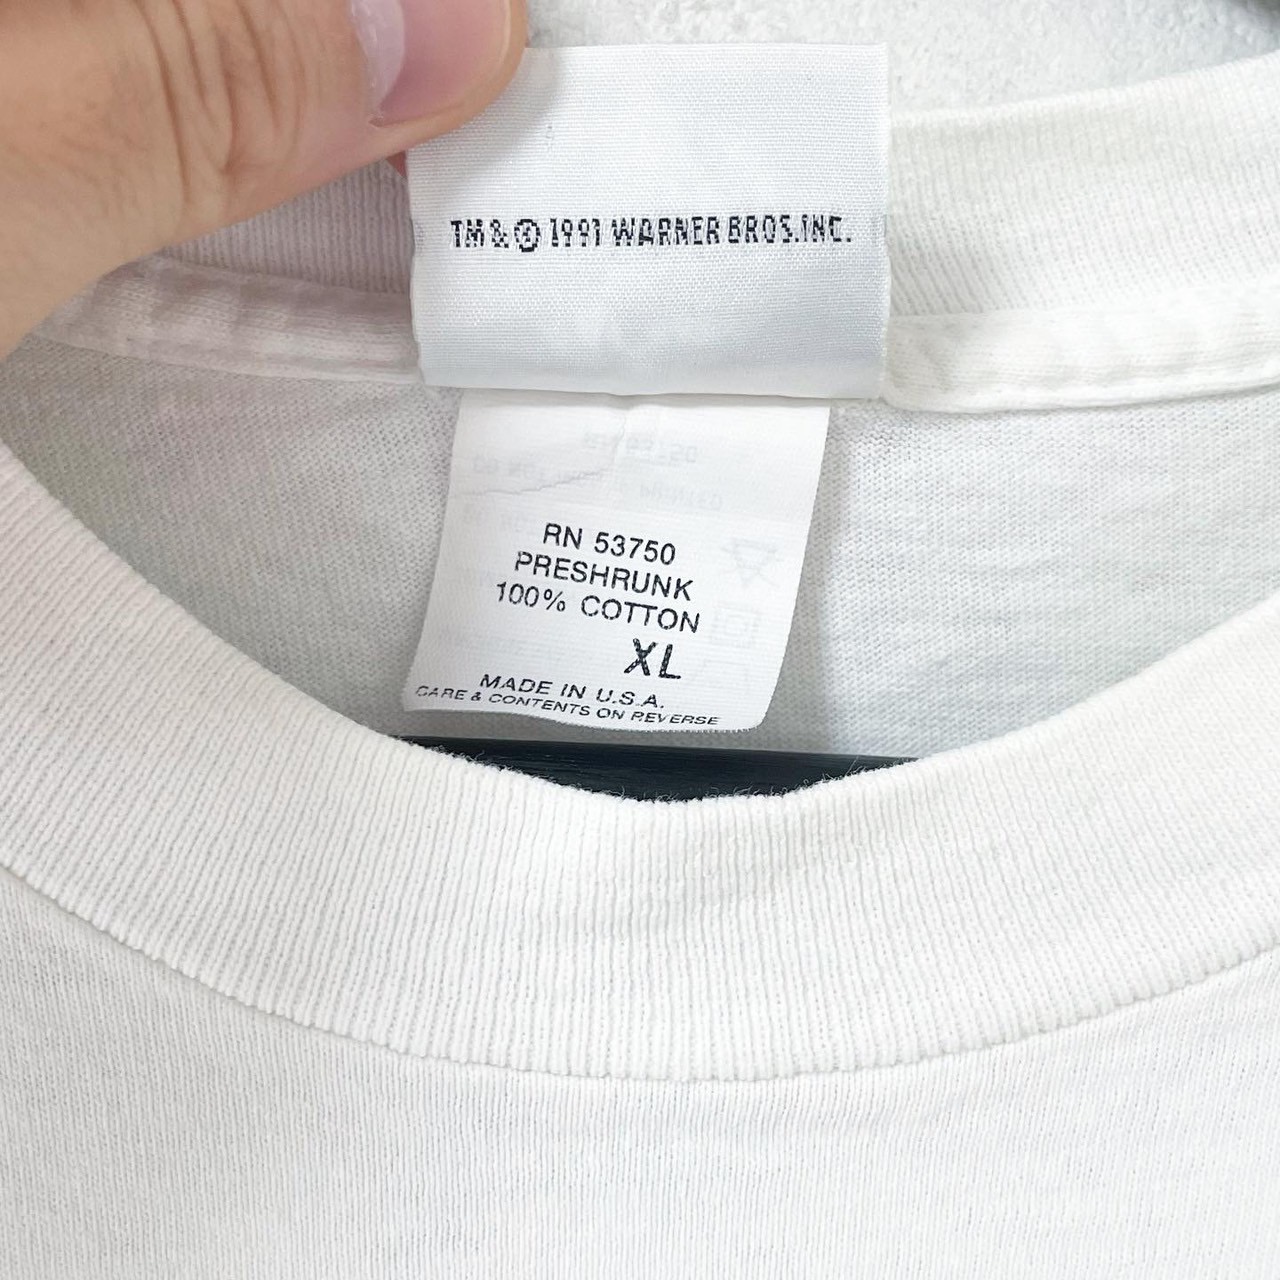 TM & © 1991 WARNER BROS.INC.
RN 53750
PRESHRUNK
100% COTTON
XL
MADE IN U.S.A.
CARE & CONTENTS ON REVERSE